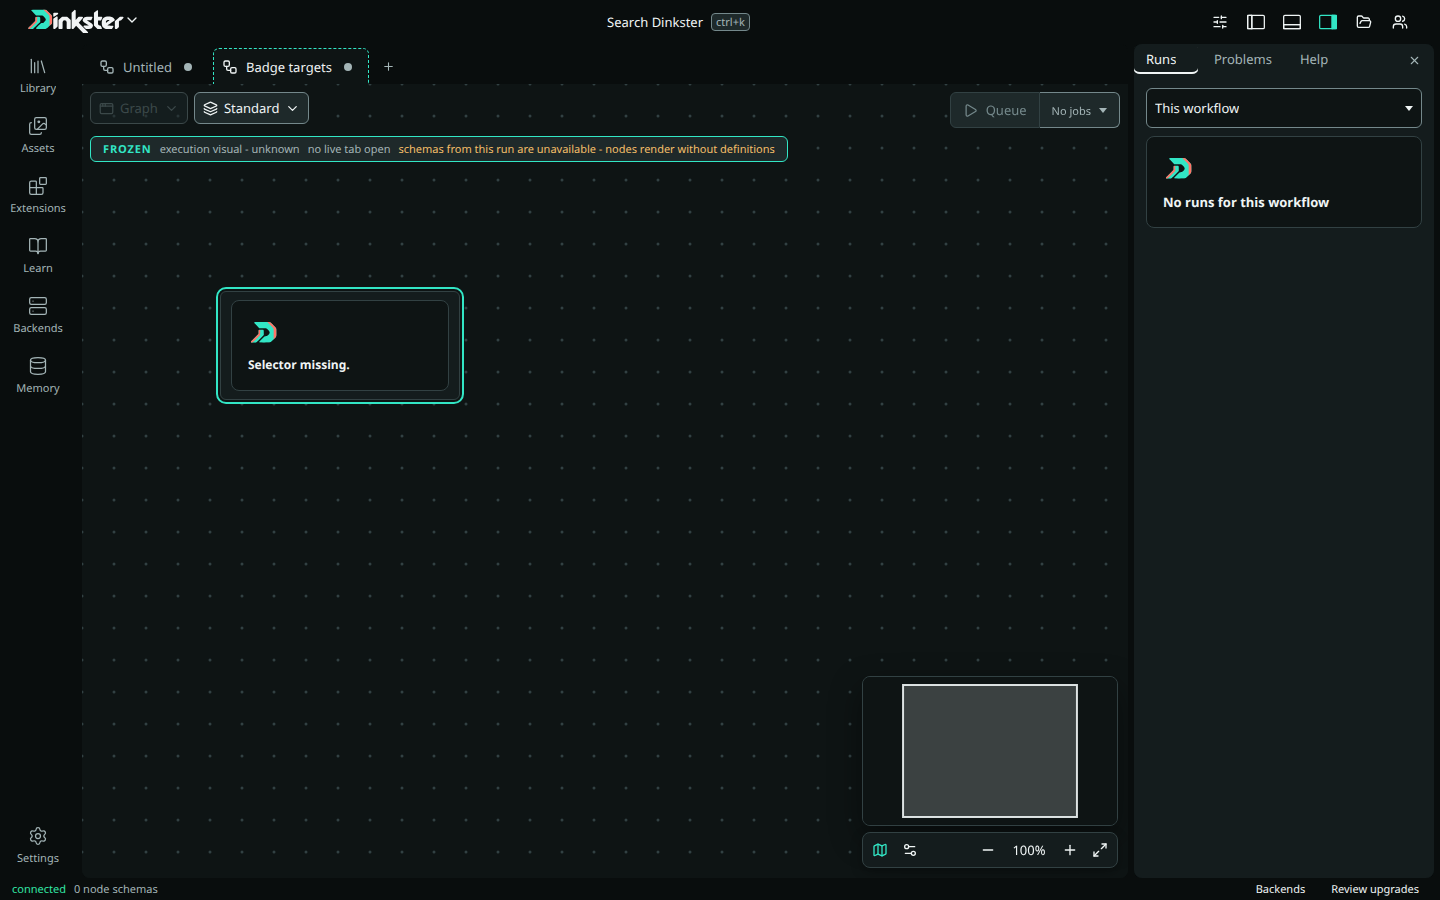 Dinkster
Search Dinkster ctrl+k
Library
Assets
Extensions
Learn
Backends
Memory
Settings
Untitled
Badge targets
Graph
Standard
Queue
No jobs
FROZEN execution visual - unknown no live tab open schemas from this run are unavailable - nodes render without definitions
Selector missing.
100%
Runs Problems Help
This workflow
No runs for this workflow
connected 0 node schemas
Backends Review upgrades